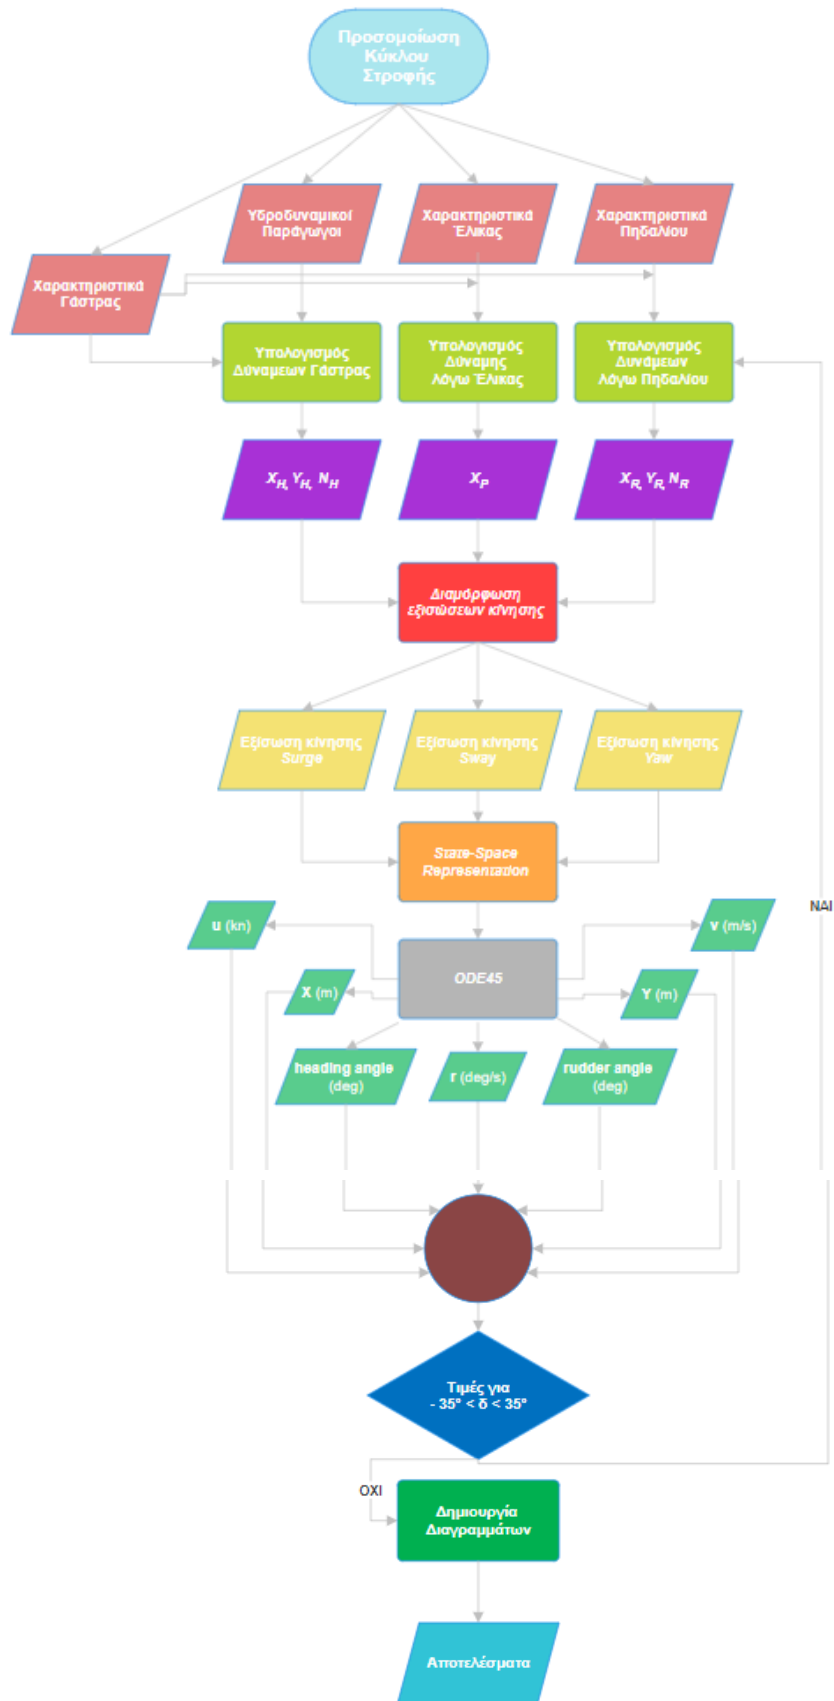 Προσομοίωση
Κύκλου
Στροφής
Υδροδυναμικοί
Παράγωγοι
Χαρακτηριστικά
Έλικας
Χαρακτηριστικά
Πηδαλίου
Χαρακτηριστικά
Γάστρας
Υπολογισμός
Δύναμεων Γάστρας
Υπολογισμός
Δύναμης
λόγω Έλικας
Υπολογισμός
Δυνάμεων
λόγω Πηδαλίου
X_H, Y_H, N_H
X_P
X_R, Y_R, N_R
Διαμόρφωση
εξισώσεων κίνησης
Εξίσωση κίνησης
Surge
Εξίσωση κίνησης
Sway
Εξίσωση κίνησης
Yaw
State-Space
Representation
u (kn)
v (m/s)
ΝΑΙ
ODE45
X (m)
Y (m)
heading angle
(deg)
r (deg/s)
rudder angle
(deg)
Τιμές για
- 35° < δ < 35°
ΟΧΙ
Δημιουργία
Διαγραμμάτων
Αποτελέσματα